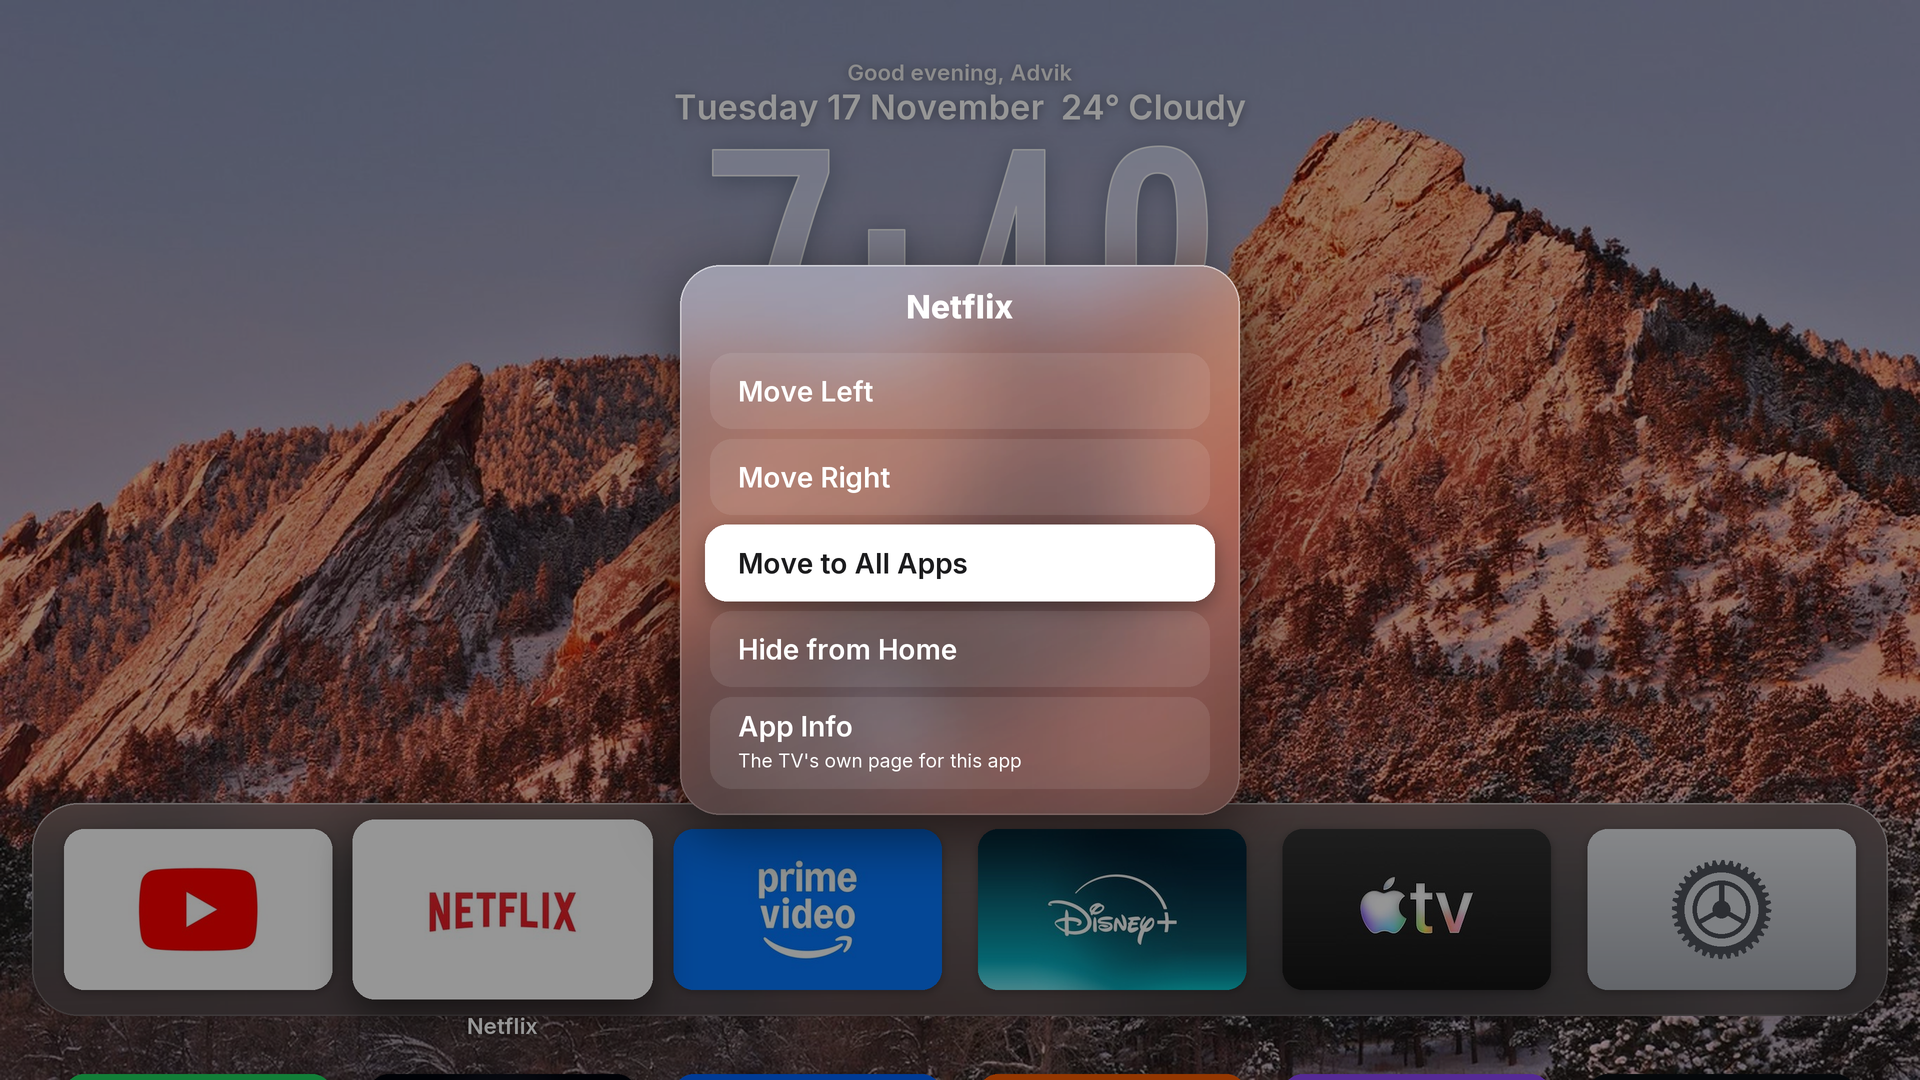 Good evening, Advik
Tuesday 17 November 24° Cloudy
7:40
Netflix
Move Left
Move Right
Move to All Apps
Hide from Home
App Info
The TV's own page for this app
NETFLIX
prime
video
Disney+
tv
Netflix